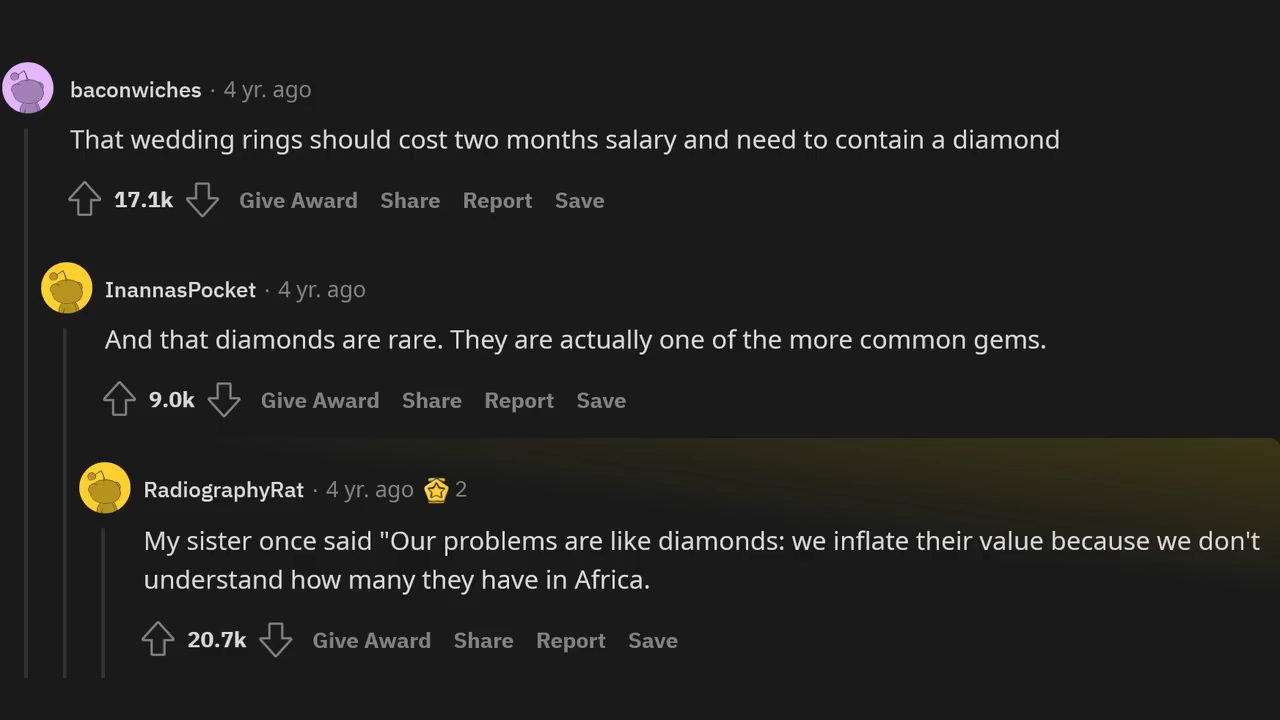 baconwiches · 4 yr. ago
That wedding rings should cost two months salary and need to contain a diamond
17.1k Give Award Share Report Save
InannasPocket · 4 yr. ago
And that diamonds are rare. They are actually one of the more common gems.
9.0k Give Award Share Report Save
RadiographyRat · 4 yr. ago 2
My sister once said "Our problems are like diamonds: we inflate their value because we don't
understand how many they have in Africa.
20.7k Give Award Share Report Save